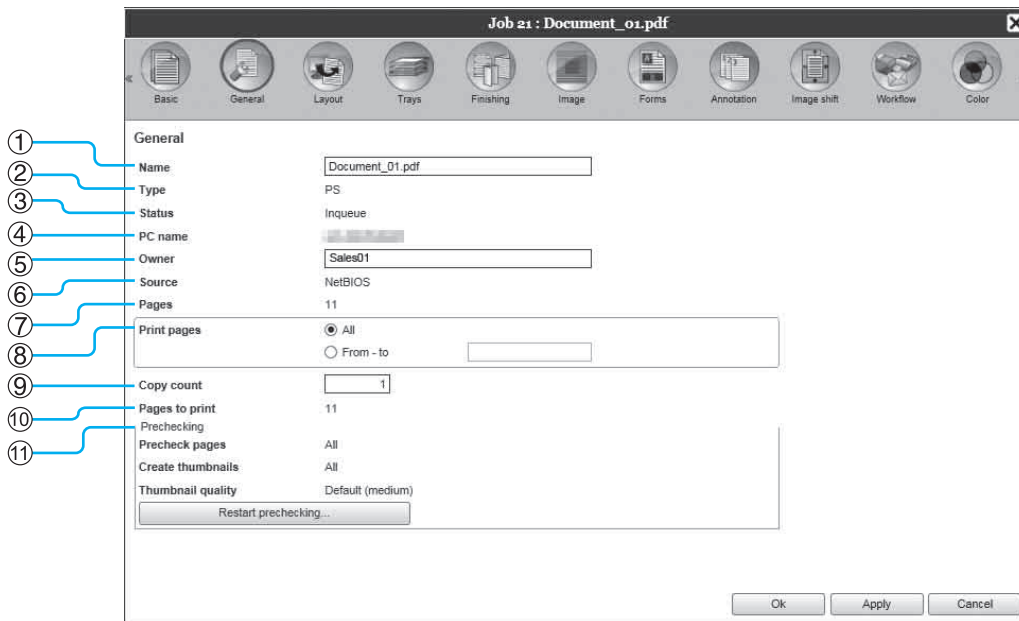 Job 21 : Document_01.pdf
Basic General Layout Trays Finishing Image Forms Annotation Image shift Workflow Color
General
① Name Document_01.pdf
② Type PS
③ Status Inqueue
④ PC name
⑤ Owner Sales01
⑥ Source NetBIOS
⑦ Pages 11
⑧ Print pages All
From - to
⑨ Copy count 1
⑩ Pages to print 11
⑪ Prechecking
Precheck pages All
Create thumbnails All
Thumbnail quality Default (medium)
Restart prechecking...
Ok Apply Cancel